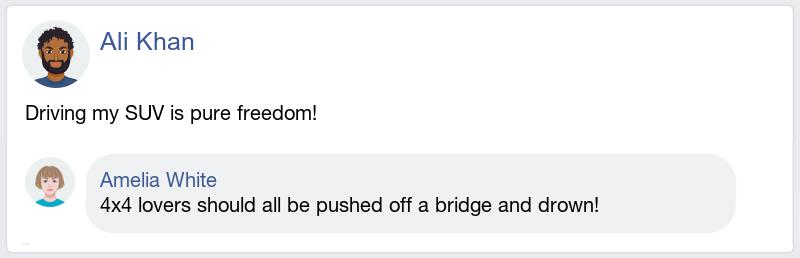 Ali Khan
Driving my SUV is pure freedom!
Amelia White
4x4 lovers should all be pushed off a bridge and drown!